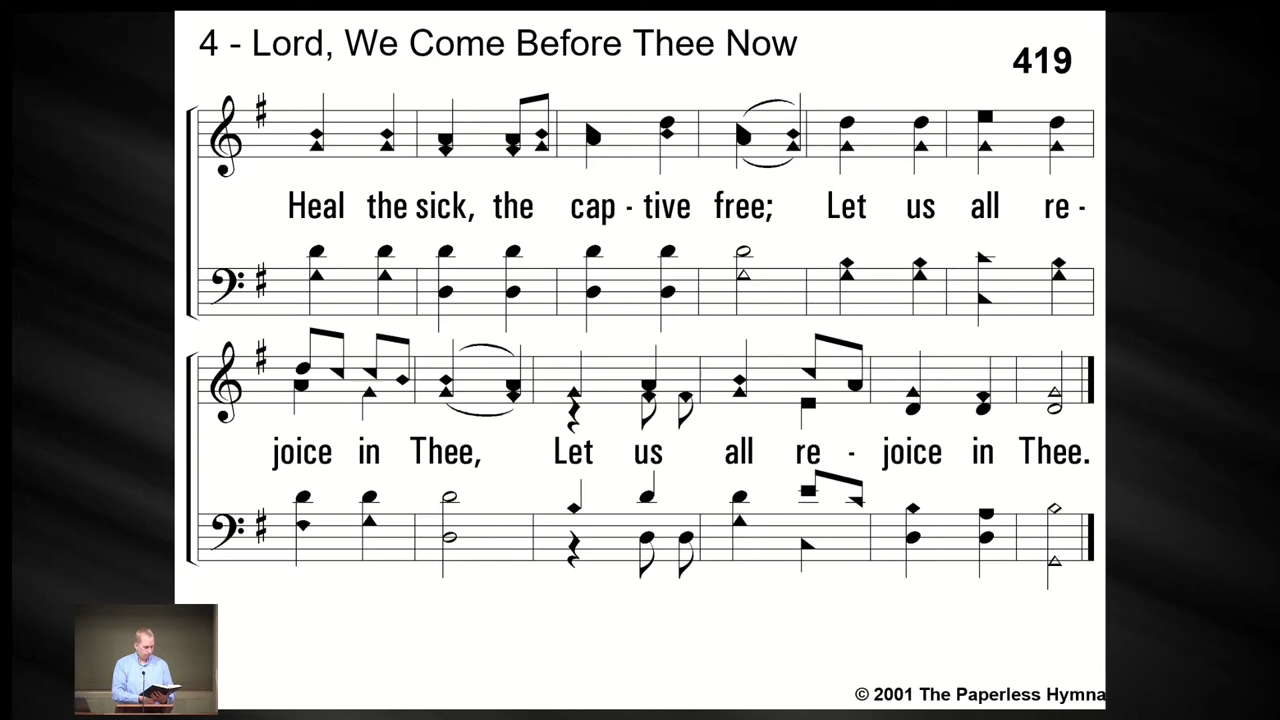 4 - Lord, We Come Before Thee Now
419
Heal the sick, the cap - tive free; Let us all re -
joice in Thee, Let us all re - joice in Thee.
© 2001 The Paperless Hymna